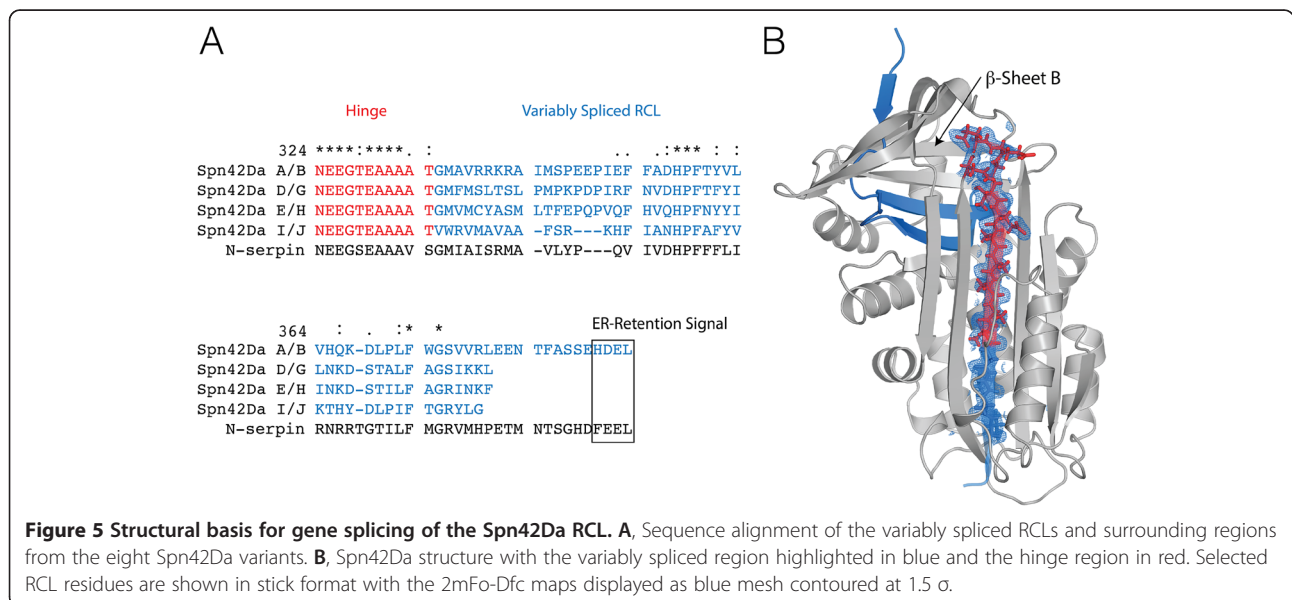 A
B
β-Sheet B
Hinge Variably Spliced RCL
****:****. : .. .:*** : :
324 
Spn42Da A/B NEEGTEAAAA TGMAVRRKRA IMSPEEPIEF FADHPFTYVL
Spn42Da D/G NEEGTEAAAA TGMFMSLTSL PMPKPDPIRF NVDHPFTFYI
Spn42Da E/H NEEGTEAAAA TGMVMCYASM LTFEPQPVQF HVQHPFNYYI
Spn42Da I/J NEEGTEAAAA TVWRVMAVAA -FSR---KHF IANHPFAFYV
N-serpin NEEGSEAAAV SGMIAISRMA -VLYP---QV IVDHPFFFLI
ER-Retention Signal
364 : . :* *
Spn42Da A/B VHQK-DLPLF WGSVVRLEEN TFASSEHDEL
Spn42Da D/G LNKD-STALF AGSIKKL
Spn42Da E/H INKD-STILF AGRINKF
Spn42Da I/J KTHY-DLPIF TGRYLG
N-serpin RNRRTGTILF MGRVMHPETM NTSGHDFEEL
Figure 5 Structural basis for gene splicing of the Spn42Da RCL. A, Sequence alignment of the variably spliced RCLs and surrounding regions
from the eight Spn42Da variants. B, Spn42Da structure with the variably spliced region highlighted in blue and the hinge region in red. Selected
RCL residues are shown in stick format with the 2mFo-Dfc maps displayed as blue mesh contoured at 1.5 σ.